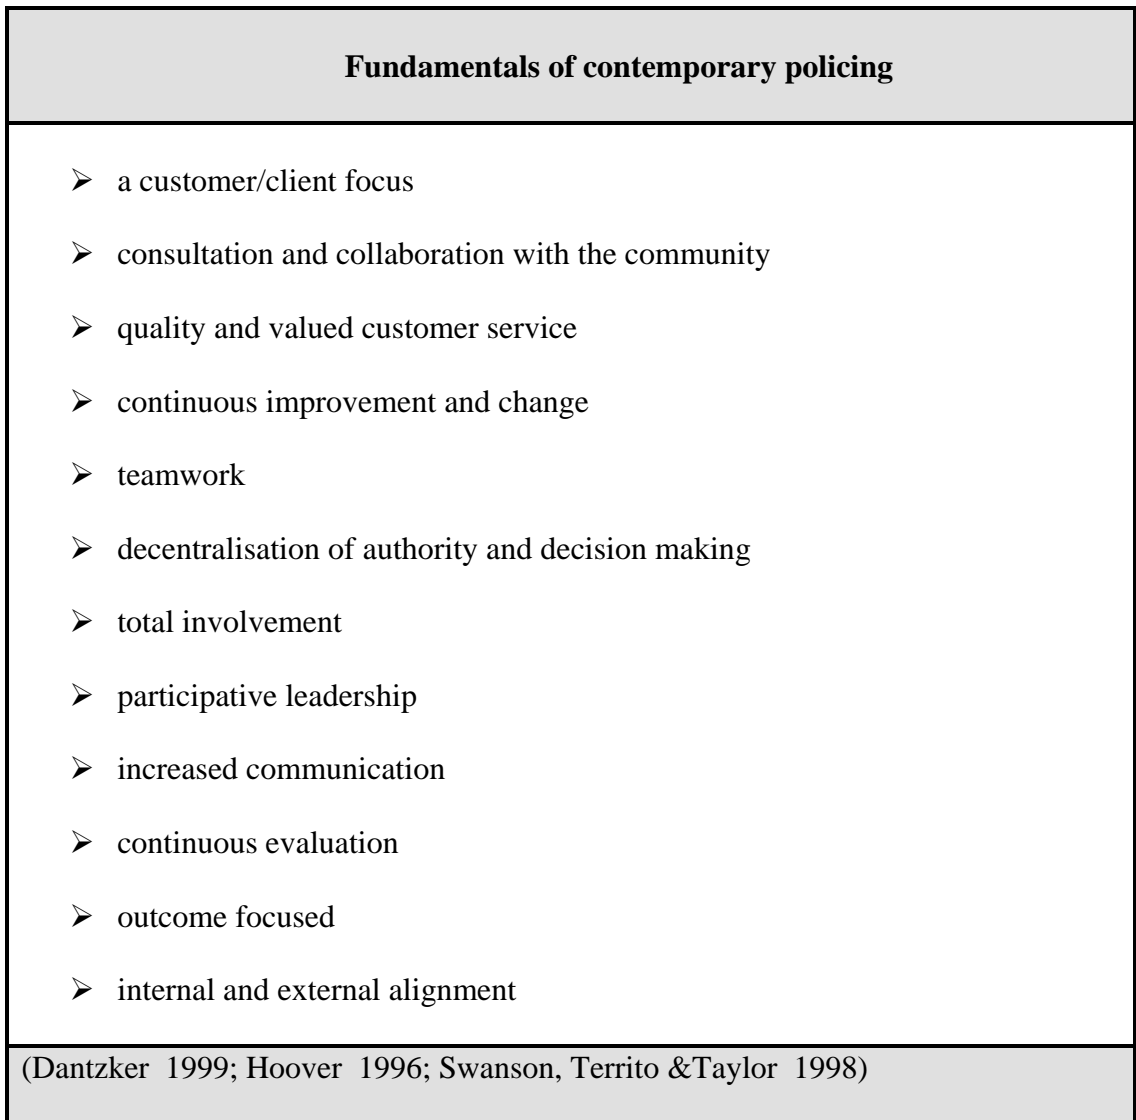 Fundamentals of contemporary policing
➢ a customer/client focus
➢ consultation and collaboration with the community
➢ quality and valued customer service
➢ continuous improvement and change
➢ teamwork
➢ decentralisation of authority and decision making
➢ total involvement
➢ participative leadership
➢ increased communication
➢ continuous evaluation
➢ outcome focused
➢ internal and external alignment
(Dantzker 1999; Hoover 1996; Swanson, Territo &Taylor 1998)